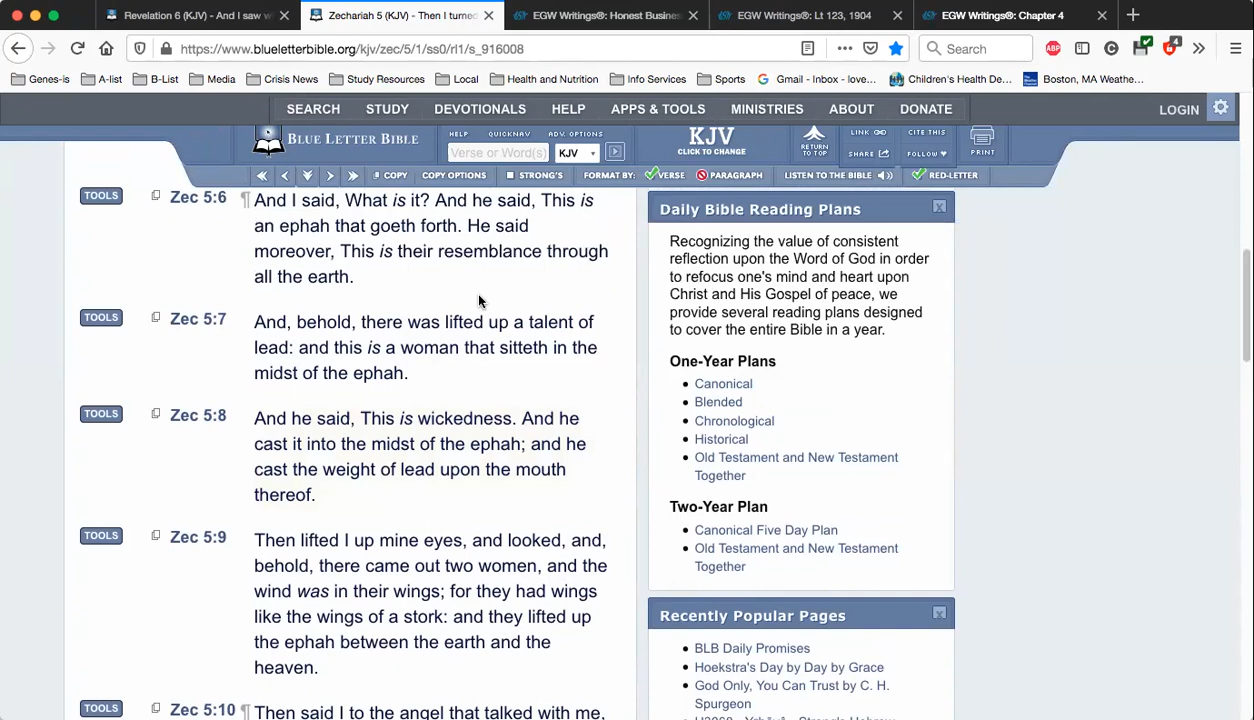 Revelation 6 (KJV) - And I saw w
Zechariah 5 (KJV) - Then I turned
EGW Writings®: Honest Busines
EGW Writings®: Lt 123, 1904
EGW Writings®: Chapter 4
https://www.blueletterbible.org/kjv/zec/5/1/ss0/rl1/s_916008
Search
ABP
4
Genes-is
A-list
B-List
Media
Crisis News
Study Resources
Local
Health and Nutrition
Info Services
Sports
Gmail - Inbox - love...
Children's Health De...
Boston, MA Weathe...
SEARCH STUDY DEVOTIONALS HELP APPS & TOOLS MINISTRIES ABOUT DONATE
LOGIN
BLUE LETTER BIBLE
HELP QUICKNAV ADV. OPTIONS
Verse or Word(s) KJV
KJV
CLICK TO CHANGE
RETURN
TO TOP
LINK
CITE THIS
SHARE
FOLLOW
PRINT
COPY COPY OPTIONS STRONG'S FORMAT BY: VERSE PARAGRAPH LISTEN TO THE BIBLE RED-LETTER
TOOLS Zec 5:6 ¶ And I said, What is it? And he said, This is
an ephah that goeth forth. He said
moreover, This is their resemblance through
all the earth.
TOOLS Zec 5:7 And, behold, there was lifted up a talent of
lead: and this is a woman that sitteth in the
midst of the ephah.
TOOLS Zec 5:8 And he said, This is wickedness. And he
cast it into the midst of the ephah; and he
cast the weight of lead upon the mouth
thereof.
TOOLS Zec 5:9 Then lifted I up mine eyes, and looked, and,
behold, there came out two women, and the
wind was in their wings; for they had wings
like the wings of a stork: and they lifted up
the ephah between the earth and the
heaven.
TOOLS Zec 5:10 ¶ Then said I to the angel that talked with me,
Daily Bible Reading Plans
Recognizing the value of consistent
reflection upon the Word of God in order
to refocus one's mind and heart upon
Christ and His Gospel of peace, we
provide several reading plans designed
to cover the entire Bible in a year.
One-Year Plans
Canonical
Blended
Chronological
Historical
Old Testament and New Testament
Together
Two-Year Plan
Canonical Five Day Plan
Old Testament and New Testament
Together
Recently Popular Pages
BLB Daily Promises
Hoekstra's Day by Day by Grace
God Only, You Can Trust by C. H.
Spurgeon